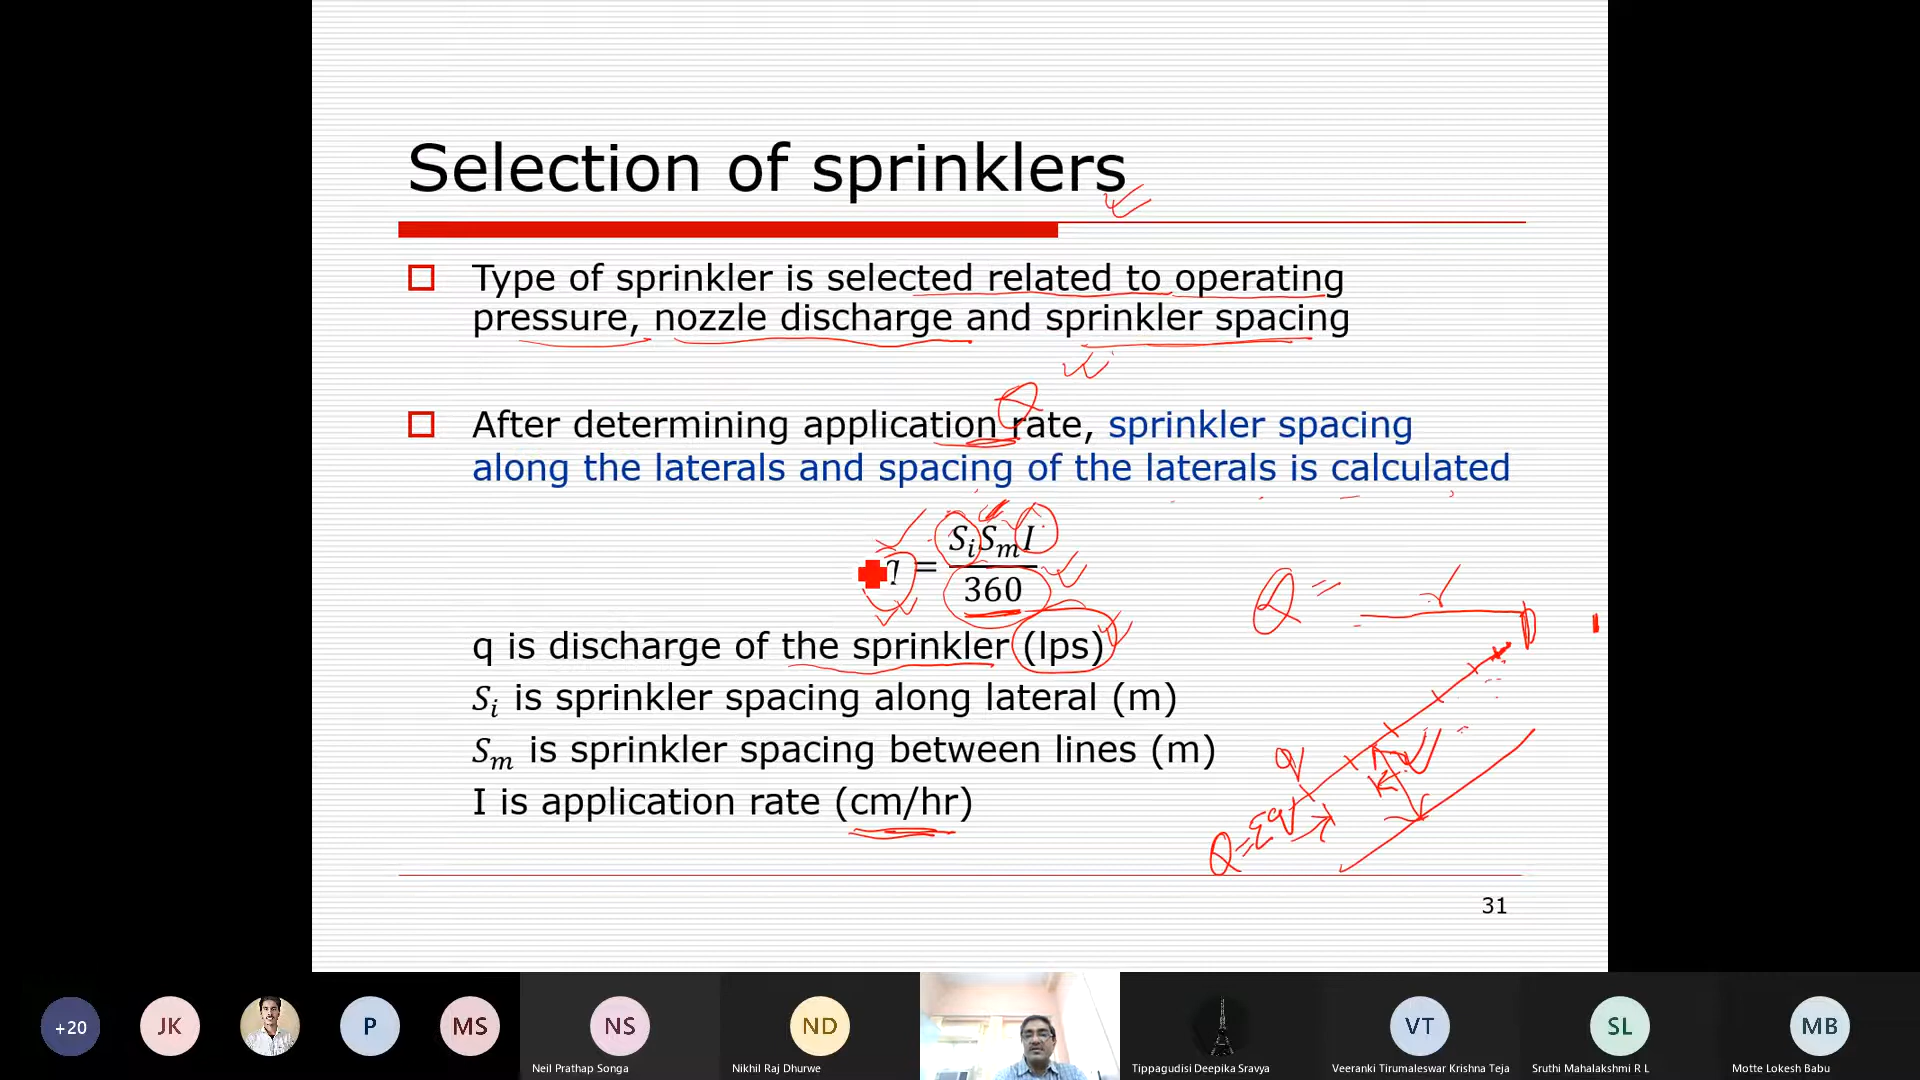 Selection of sprinklers
Type of sprinkler is selected related to operating
pressure, nozzle discharge and sprinkler spacing
Q
After determining application rate, sprinkler spacing
along the laterals and spacing of the laterals is calculated
q = SᵢSₘI / 360
Q =
q is discharge of the sprinkler (lps)
Sᵢ is sprinkler spacing along lateral (m)
Sₘ is sprinkler spacing between lines (m)
q
I is application rate (cm/hr)
Q=Σq
31
+20
JK
P
MS
NS
ND
VT
SL
MB
Neil Prathap Songa
Nikhil Raj Dhurwe
Tippagudisi Deepika Sravya
Veeranki Tirumaleswar Krishna Teja
Sruthi Mahalakshmi R L
Motte Lokesh Babu